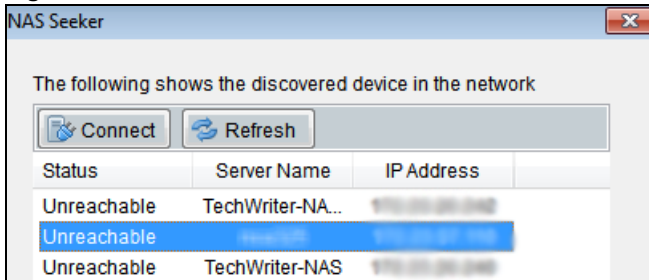 NAS Seeker
The following shows the discovered device in the network
Connect Refresh
Status Server Name IP Address
Unreachable TechWriter-NA...
Unreachable
Unreachable TechWriter-NAS